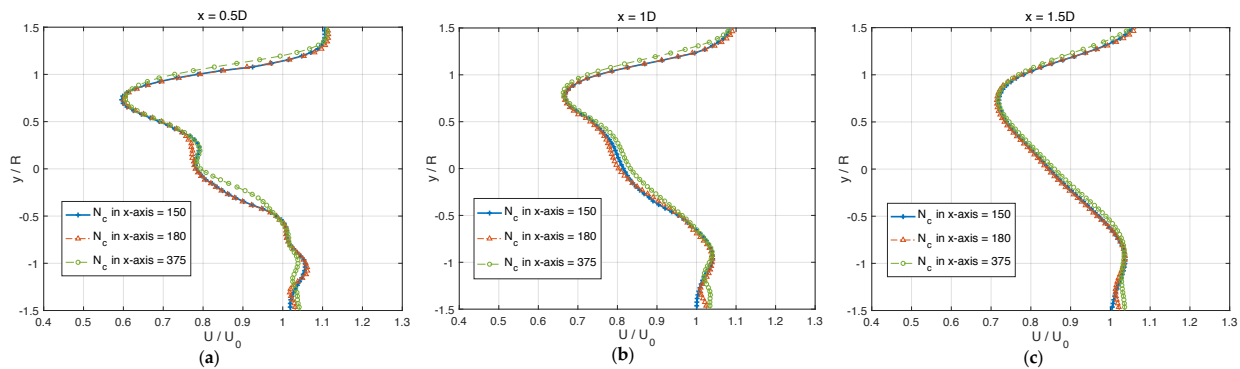 x = 0.5D
1.5
1
0.5
0
-0.5
-1
-1.5
y / R
N_c in x-axis = 150
N_c in x-axis = 180
N_c in x-axis = 375
0.4 0.5 0.6 0.7 0.8 0.9 1 1.1 1.2 1.3
U / U_0
(a)
x = 1D
1.5
1
0.5
0
-0.5
-1
-1.5
y / R
N_c in x-axis = 150
N_c in x-axis = 180
N_c in x-axis = 375
0.4 0.5 0.6 0.7 0.8 0.9 1 1.1 1.2 1.3
U / U_0
(b)
x = 1.5D
1.5
1
0.5
0
-0.5
-1
-1.5
y / R
N_c in x-axis = 150
N_c in x-axis = 180
N_c in x-axis = 375
0.4 0.5 0.6 0.7 0.8 0.9 1 1.1 1.2 1.3
U / U_0
(c)